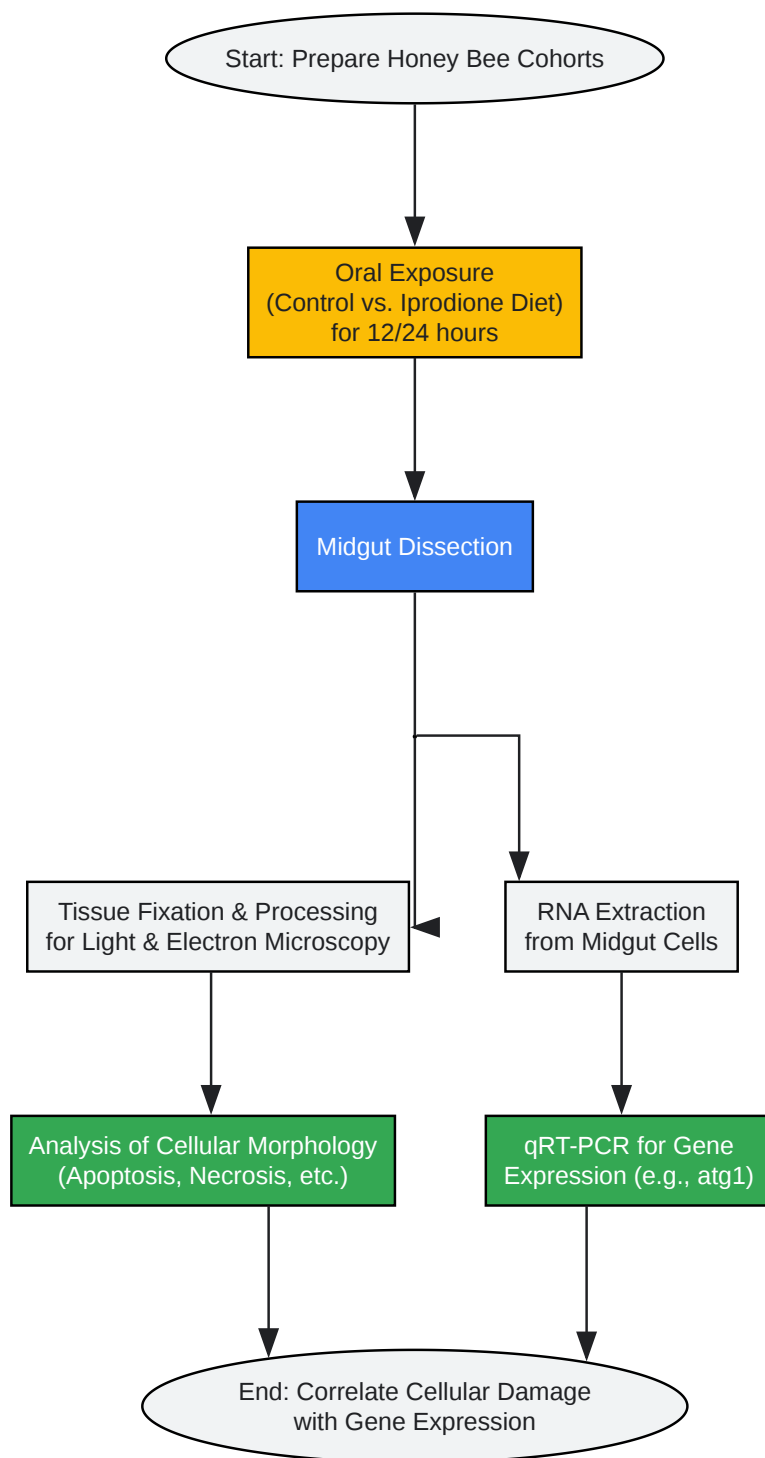 Start: Prepare Honey Bee Cohorts
Oral Exposure
(Control vs. Iprodione Diet)
for 12/24 hours
Midgut Dissection
Tissue Fixation & Processing
for Light & Electron Microscopy
RNA Extraction
from Midgut Cells
Analysis of Cellular Morphology
(Apoptosis, Necrosis, etc.)
qRT-PCR for Gene
Expression (e.g., atg1)
End: Correlate Cellular Damage
with Gene Expression